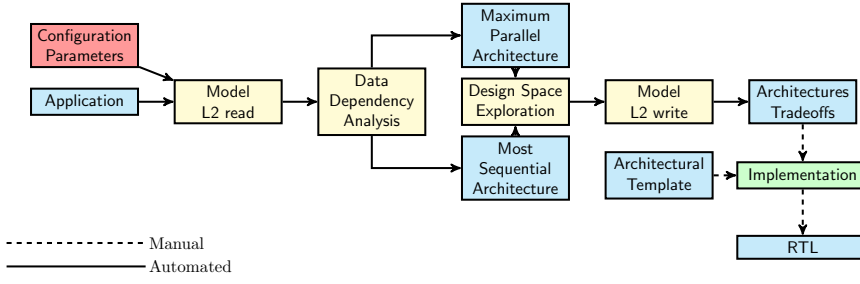 Configuration
Parameters
Application
Model
L2 read
Data
Dependency
Analysis
Maximum
Parallel
Architecture
Design Space
Exploration
Most
Sequential
Architecture
Model
L2 write
Architectures
Tradeoffs
Architectural
Template
Implementation
RTL
Manual
Automated